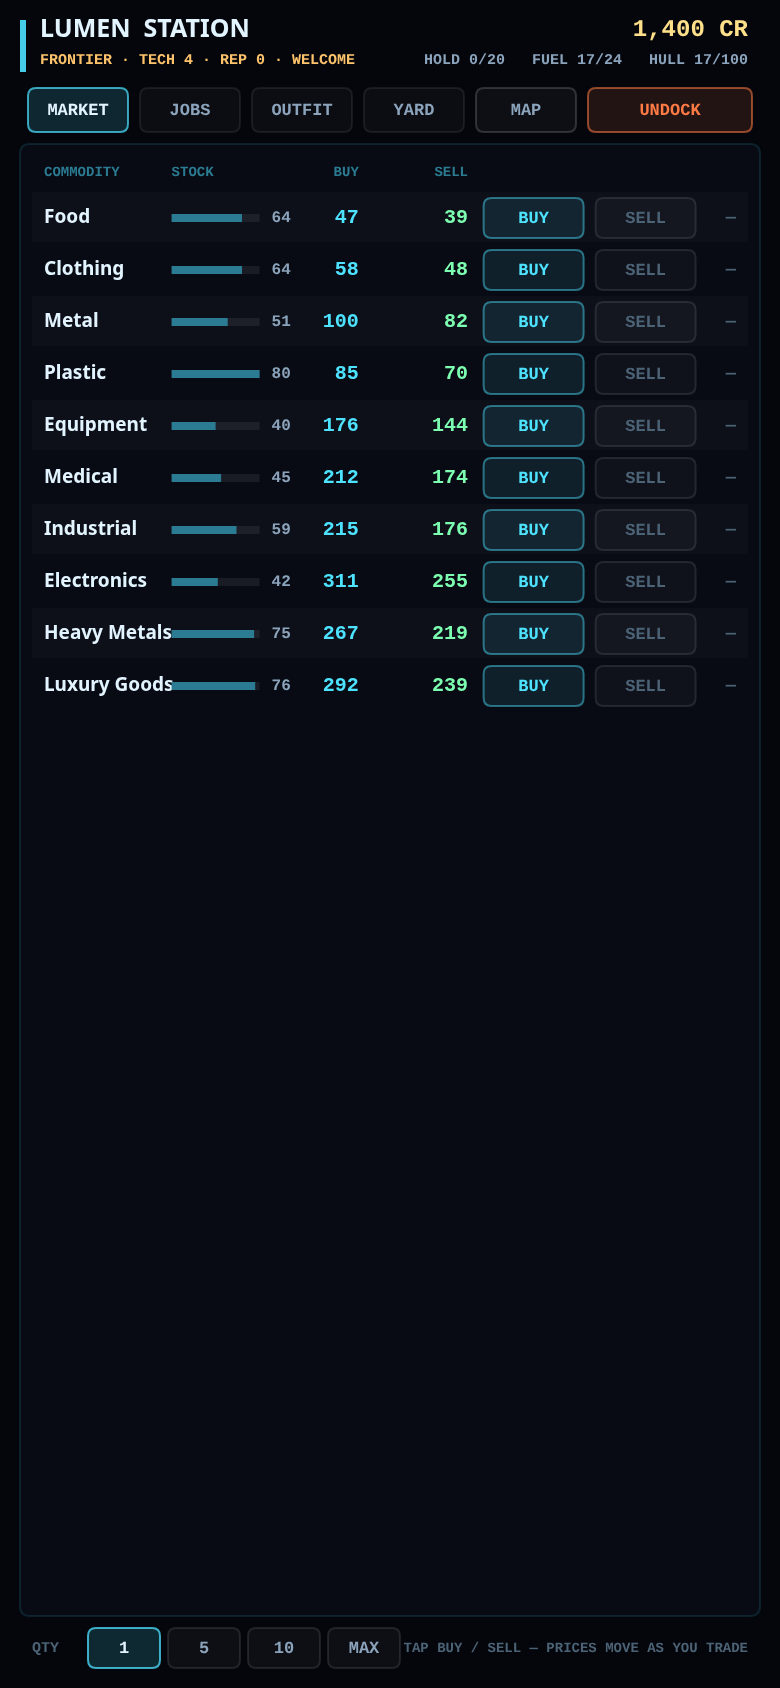 LUMEN STATION 1,400 CR
FRONTIER · TECH 4 · REP 0 · WELCOME HOLD 0/20 FUEL 17/24 HULL 17/100
MARKET JOBS OUTFIT YARD MAP UNDOCK
COMMODITY STOCK BUY SELL
Food 64 47 39 BUY SELL —
Clothing 64 58 48 BUY SELL —
Metal 51 100 82 BUY SELL —
Plastic 80 85 70 BUY SELL —
Equipment 40 176 144 BUY SELL —
Medical 45 212 174 BUY SELL —
Industrial 59 215 176 BUY SELL —
Electronics 42 311 255 BUY SELL —
Heavy Metals 75 267 219 BUY SELL —
Luxury Goods 76 292 239 BUY SELL —
QTY 1 5 10 MAX TAP BUY / SELL — PRICES MOVE AS YOU TRADE